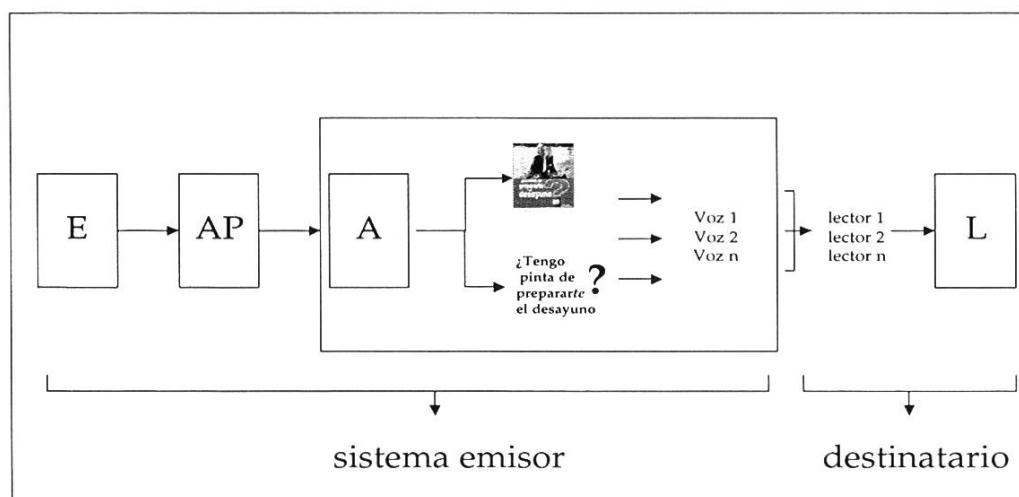 E
AP
A
¿Tengo
pinta de
prepararte
el desayuno
?
Voz 1
Voz 2
Voz n
lector 1
lector 2
lector n
L
sistema emisor
destinatario